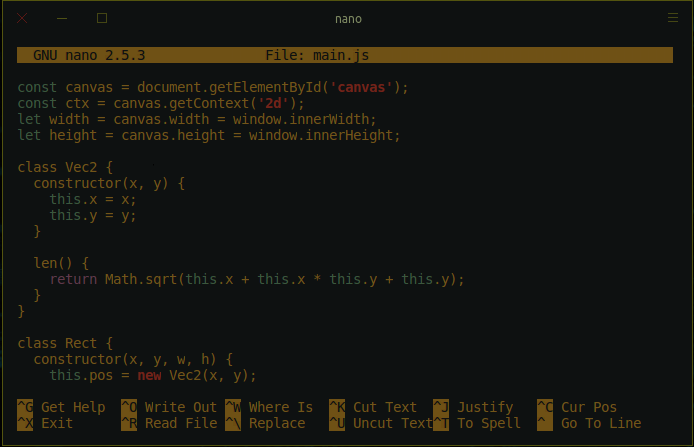 nano
GNU nano 2.5.3 File: main.js
const canvas = document.getElementById('canvas');
const ctx = canvas.getContext('2d');
let width = canvas.width = window.innerWidth;
let height = canvas.height = window.innerHeight;
class Vec2 {
constructor(x, y) {
this.x = x;
this.y = y;
}
len() {
return Math.sqrt(this.x + this.x * this.y + this.y);
}
}
class Rect {
constructor(x, y, w, h) {
this.pos = new Vec2(x, y);
^G Get Help ^O Write Out ^W Where Is ^K Cut Text ^J Justify ^C Cur Pos
^X Exit ^R Read File ^\ Replace ^U Uncut Text ^T To Spell ^_ Go To Line